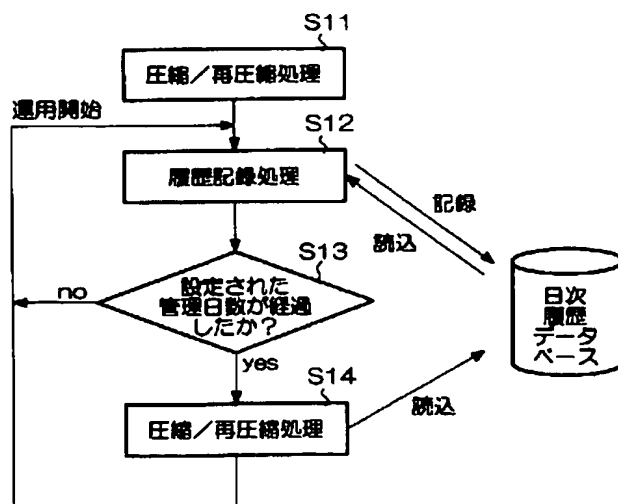 S11
圧縮／再圧縮処理
運用開始
S12
履歴記録処理
記録
読込
S13
設定された
管理日数が経過
したか？
no
yes
日次
履歴
データ
ベース
S14
圧縮／再圧縮処理
読込